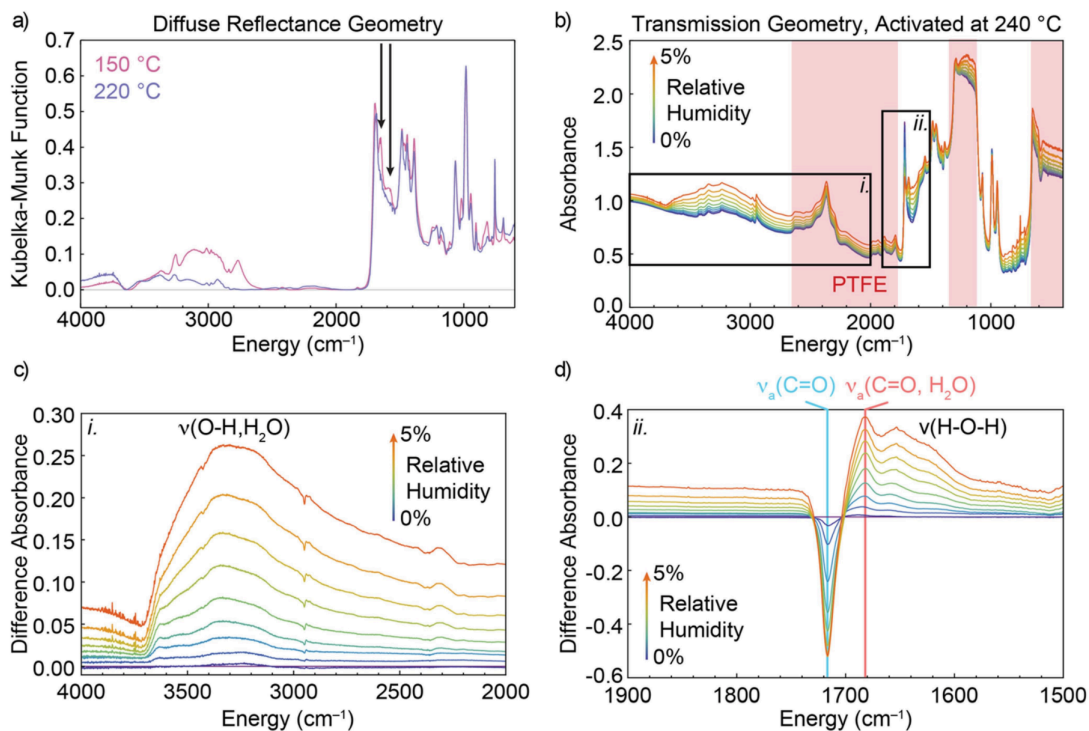 a) Diffuse Reflectance Geometry
Kubelka-Munk Function
0.7
0.6
0.5
0.4
0.3
0.2
0.1
0.0
150 °C
220 °C
4000 3000 2000 1000
Energy (cm⁻¹)
b) Transmission Geometry, Activated at 240 °C
Absorbance
2.5
2.0
1.5
1.0
0.5
0.0
5%
Relative
Humidity
0%
i.
ii.
PTFE
4000 3000 2000 1000
Energy (cm⁻¹)
c)
Difference Absorbance
0.30
0.25
0.20
0.15
0.10
0.05
0.00
i.
ν(O-H,H₂O)
5%
Relative
Humidity
0%
4000 3500 3000 2500 2000
Energy (cm⁻¹)
d)
νₐ(C=O) νₐ(C=O, H₂O)
Difference Absorbance
0.4
0.2
0.0
-0.2
-0.4
-0.6
ii.
ν(H-O-H)
5%
Relative
Humidity
0%
1900 1800 1700 1600 1500
Energy (cm⁻¹)